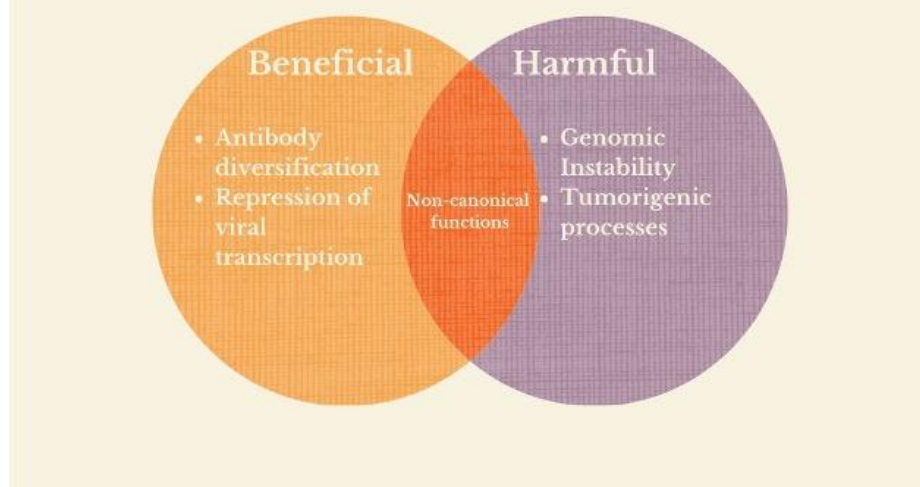 Beneficial
• Antibody
diversification
• Repression of
viral
transcription
Non-canonical
functions
Harmful
• Genomic
Instability
• Tumorigenic
processes